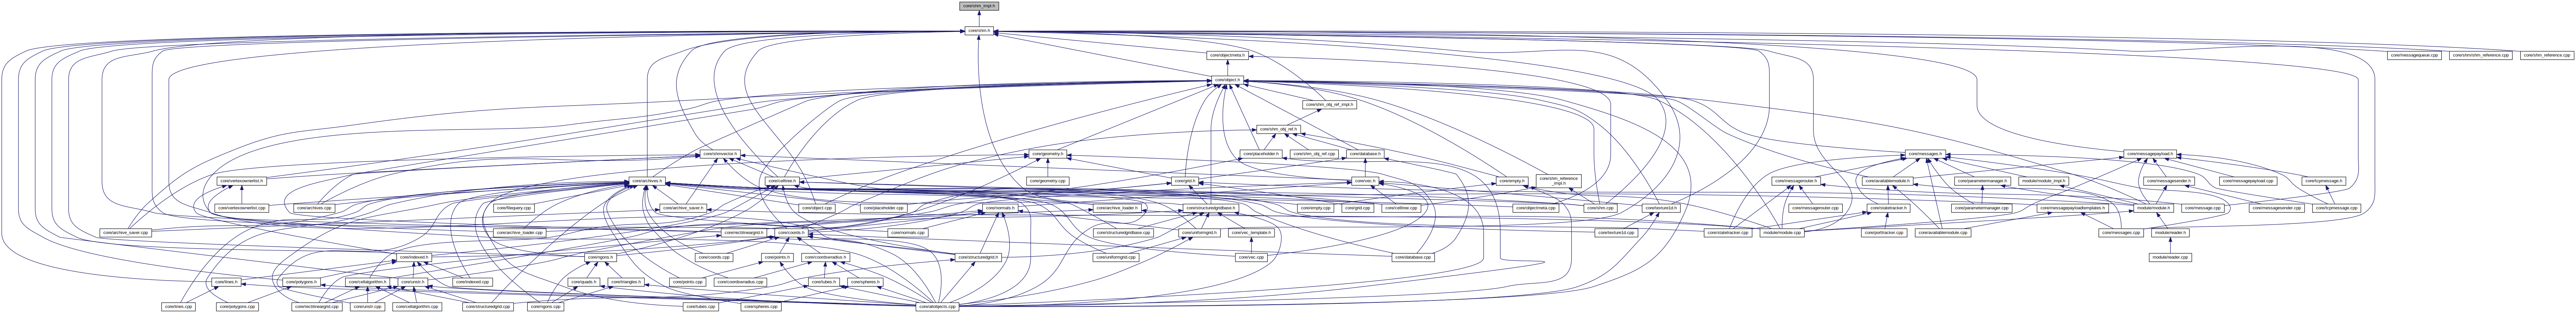 core/shm_impl.h
core/shm.h
core/objectmeta.h
core/messagequeue.cpp
core/shm/shm_reference.cpp
core/shm_reference.cpp
core/object.h
core/shm_obj_ref_impl.h
core/shm_obj_ref.h
core/shmvector.h
core/geometry.h
core/placeholder.h
core/shm_obj_ref.cpp
core/database.h
core/messages.h
core/messagepayload.h
core/vertexownerlist.h
core/archives.h
core/celltree.h
core/geometry.cpp
core/grid.h
core/vec.h
core/empty.h
core/shm_reference
_impl.h
core/messagerouter.h
core/availablemodule.h
core/parametermanager.h
module/module_impl.h
core/messagesender.h
core/messagepayload.cpp
core/tcpmessage.h
core/vertexownerlist.cpp
core/archives.cpp
core/filequery.cpp
core/archive_saver.h
core/object.cpp
core/placeholder.cpp
core/normals.h
core/archive_loader.h
core/structuredgridbase.h
core/empty.cpp
core/grid.cpp
core/celltree.cpp
core/objectmeta.cpp
core/shm.cpp
core/texture1d.h
core/messagerouter.cpp
core/statetracker.h
core/parametermanager.cpp
core/messagepayloadtemplates.h
module/module.h
core/message.cpp
core/messagesender.cpp
core/tcpmessage.cpp
core/archive_saver.cpp
core/archive_loader.cpp
core/rectilineargrid.h
core/coords.h
core/normals.cpp
core/structuredgridbase.cpp
core/uniformgrid.h
core/vec_template.h
core/texture1d.cpp
core/statetracker.cpp
module/module.cpp
core/porttracker.cpp
core/availablemodule.cpp
core/messages.cpp
module/reader.h
core/indexed.h
core/ngons.h
core/coords.cpp
core/points.h
core/coordswradius.h
core/structuredgrid.h
core/uniformgrid.cpp
core/vec.cpp
core/database.cpp
module/reader.cpp
core/lines.h
core/polygons.h
core/celltalgorithm.h
core/unstr.h
core/indexed.cpp
core/quads.h
core/triangles.h
core/points.cpp
core/coordswradius.cpp
core/tubes.h
core/spheres.h
core/lines.cpp
core/polygons.cpp
core/rectilineargrid.cpp
core/unstr.cpp
core/celltalgorithm.cpp
core/structuredgrid.cpp
core/ngons.cpp
core/tubes.cpp
core/spheres.cpp
core/allobjects.cpp